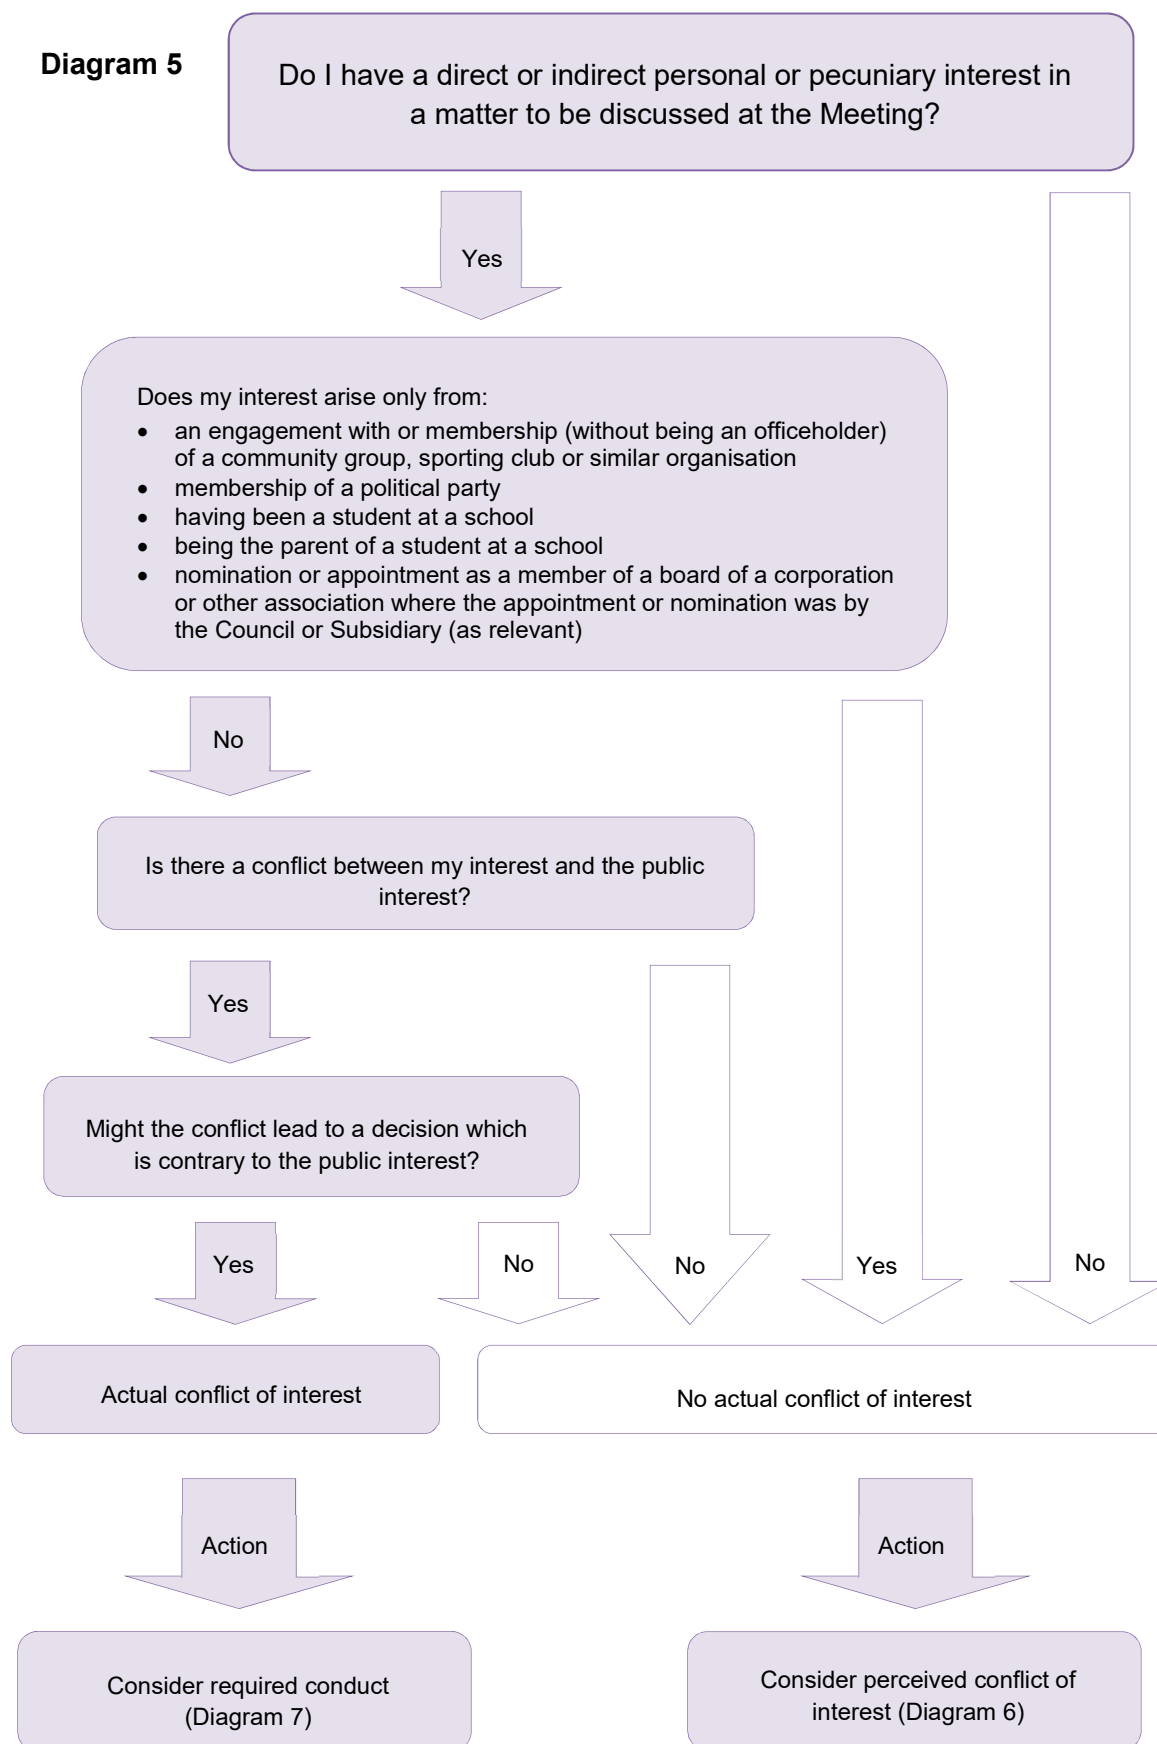 Diagram 5
Do I have a direct or indirect personal or pecuniary interest in
a matter to be discussed at the Meeting?
Yes
Does my interest arise only from:
• an engagement with or membership (without being an officeholder)
of a community group, sporting club or similar organisation
• membership of a political party
• having been a student at a school
• being the parent of a student at a school
• nomination or appointment as a member of a board of a corporation
or other association where the appointment or nomination was by
the Council or Subsidiary (as relevant)
No
Is there a conflict between my interest and the public
interest?
Yes
Might the conflict lead to a decision which
is contrary to the public interest?
Yes
No
No
Yes
No
Actual conflict of interest
No actual conflict of interest
Action
Action
Consider required conduct
(Diagram 7)
Consider perceived conflict of
interest (Diagram 6)